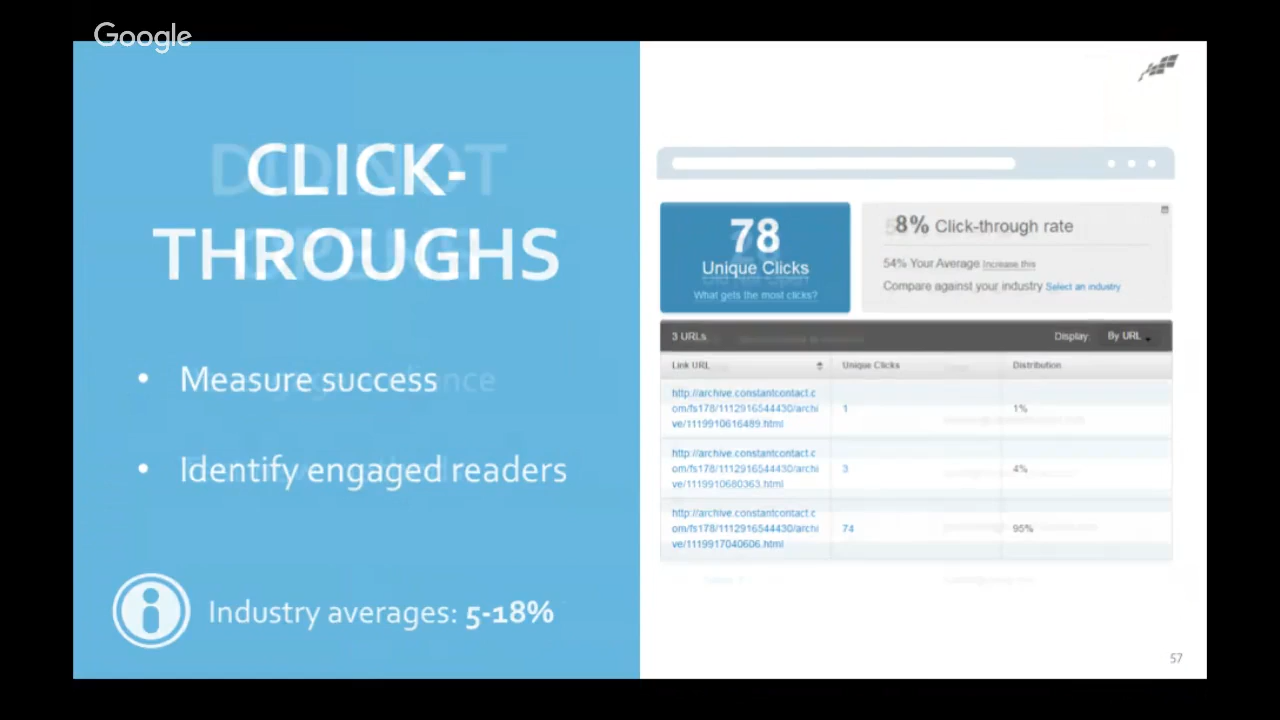 Google
CLICK-
THROUGHS
• Measure success
• Identify engaged readers
Industry averages: 5-18%
78
Unique Clicks
What gets the most clicks?
8% Click-through rate
54% Your Average Increase this
Compare against your industry Select an industry
3 URLs Display By URL
Link URL Unique Clicks Distribution
http://archive.constantcontact.c
om/fs178/1112916544430/archi 1 1%
ve/1119910616489.html
http://archive.constantcontact.c
om/fs178/1112916544430/archi 3 4%
ve/1119910680363.html
http://archive.constantcontact.c
om/fs178/1112916544430/archi 74 95%
ve/1119917040606.html
57